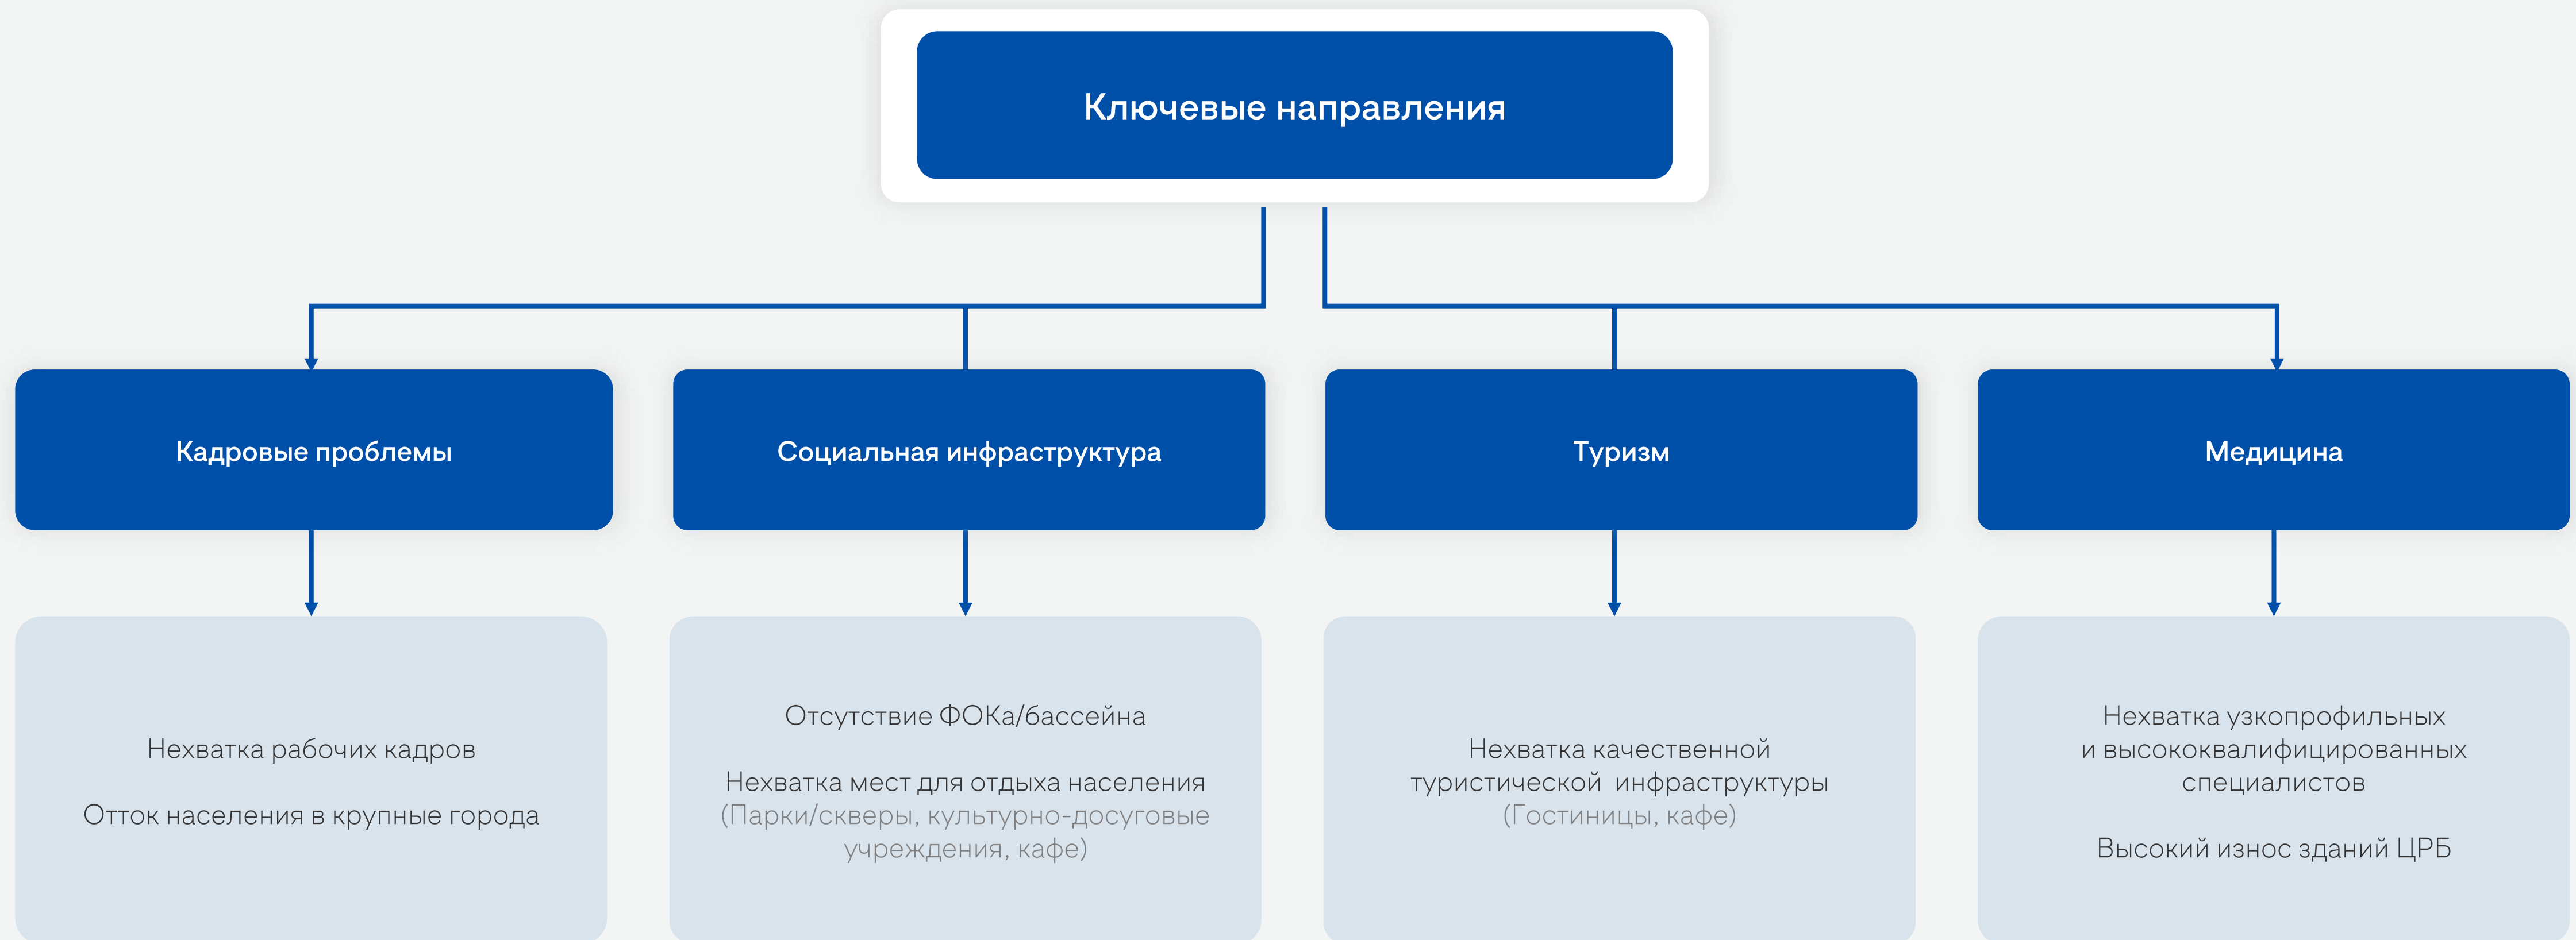 Ключевые направления
Кадровые проблемы
Социальная инфраструктура
Туризм
Медицина
Нехватка рабочих кадров
Отток населения в крупные города
Отсутствие ФОКа/бассейна
Нехватка мест для отдыха населения
(Парки/скверы, культурно-досуговые
учреждения, кафе)
Нехватка качественной
туристической  инфраструктуры
(Гостиницы, кафе)
Нехватка узкопрофильных
и высококвалифицированных
специалистов
Высокий износ зданий ЦРБ